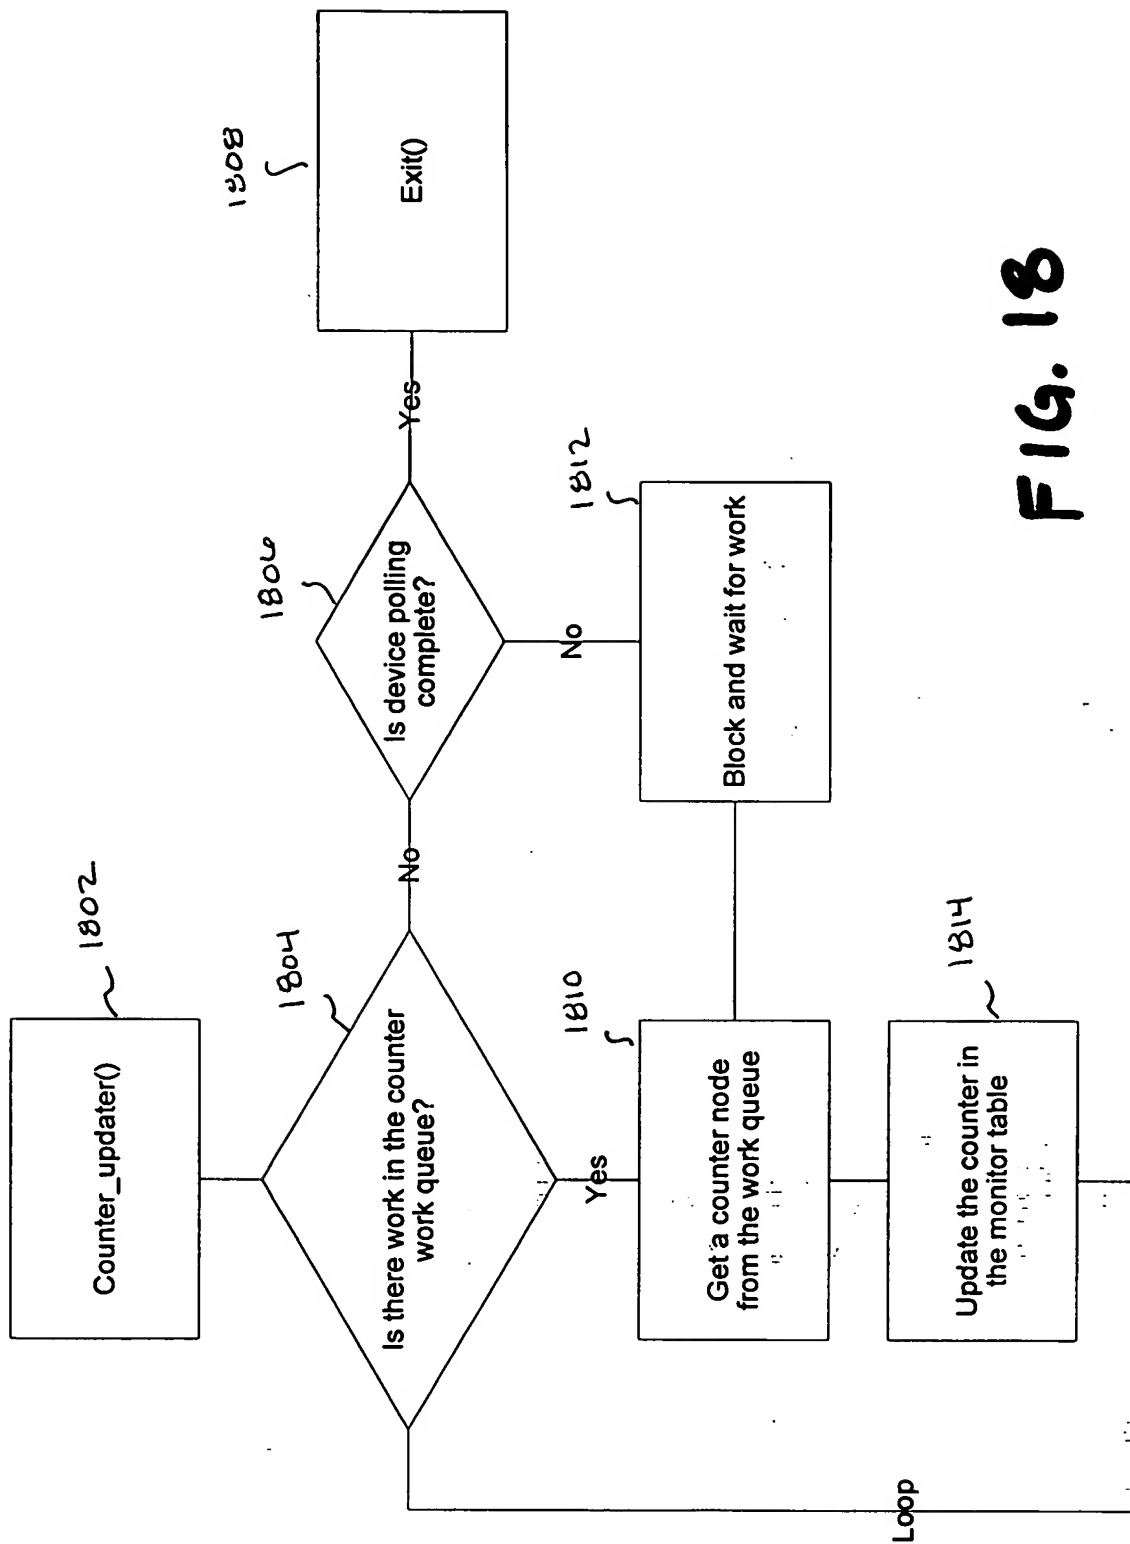 1802
Counter_updater()
1804
Is there work in the counter
work queue?
No
1806
Is device polling
complete?
Yes
1808
Exit()
Yes
No
1810
Get a counter node
from the work queue
1812
Block and wait for work
1814
Update the counter in
the monitor table
Loop
FIG. 18